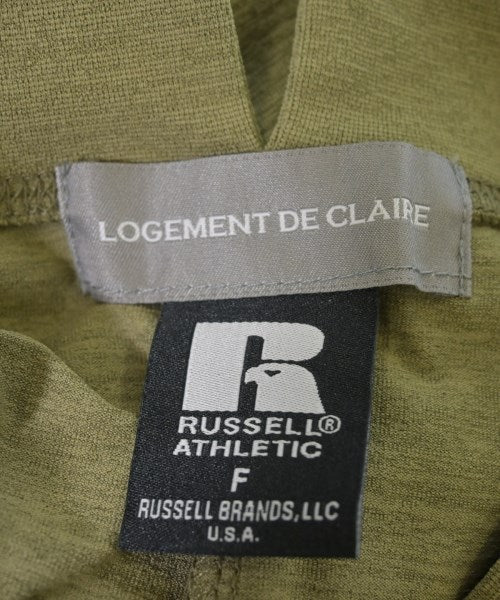 LOGEMENT DE CLAIRE
R
RUSSELL®
ATHLETIC
F
RUSSELL BRANDS, LLC
U.S.A.